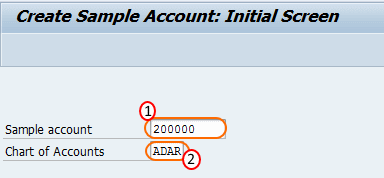 Create Sample Account: Initial Screen
1
Sample account 200000
Chart of Accounts ADAR 2